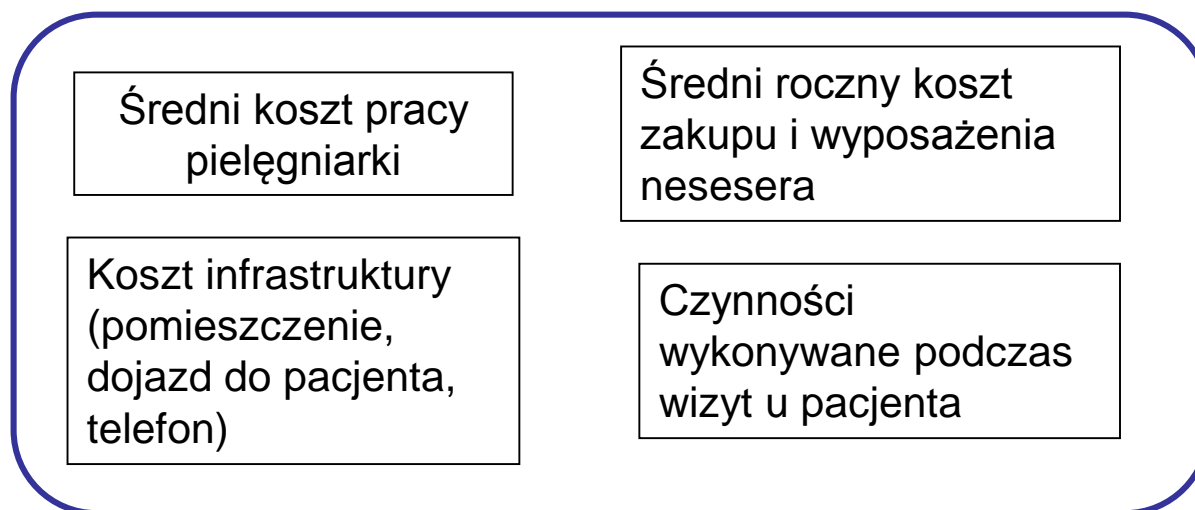 Średni koszt pracy
pielęgniarki
Średni roczny koszt
zakupu i wyposażenia
nesesera
Koszt infrastruktury
(pomieszczenie,
dojazd do pacjenta,
telefon)
Czynności
wykonywane podczas
wizyt u pacjenta